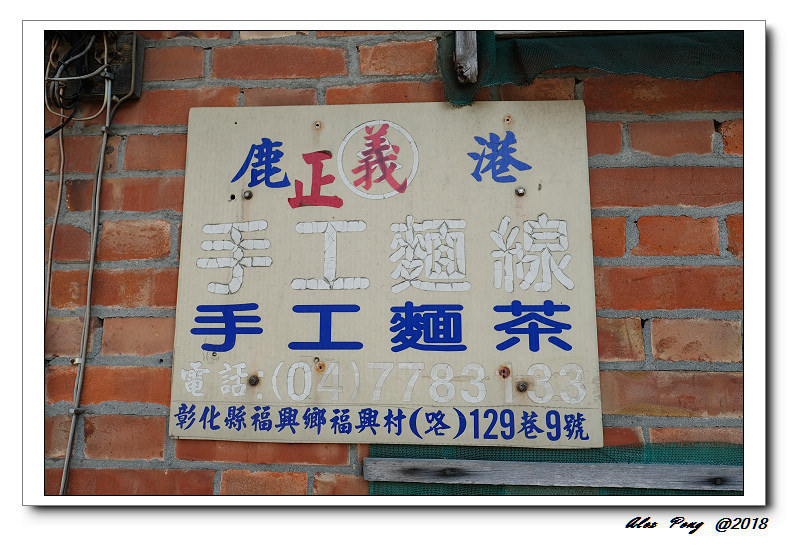 鹿正義港
手工麵線
手工麵茶
電話:(04)7783133
彰化縣福興鄉福興村(路)129巷9號
Alex Pong @2018